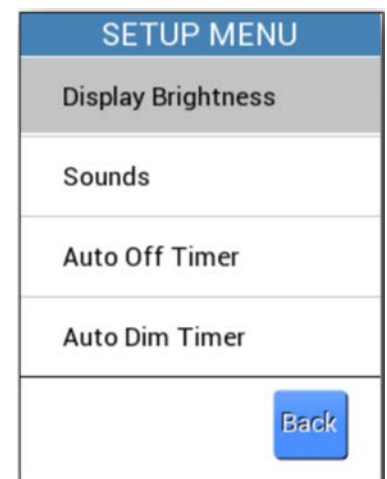 SETUP MENU
Display Brightness
Sounds
Auto Off Timer
Auto Dim Timer
Back